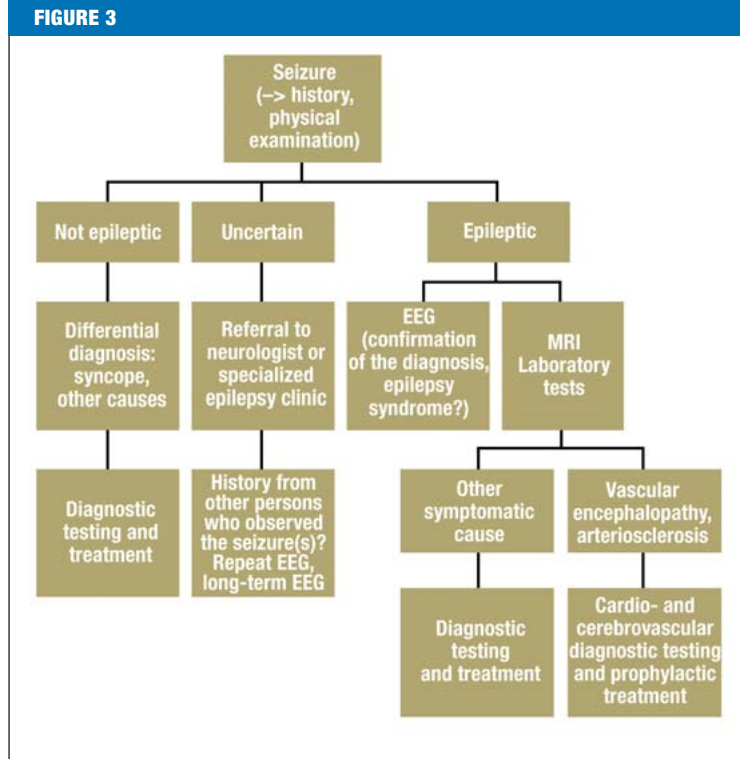 FIGURE 3
Seizure
(–> history,
physical
examination)
Not epileptic
Uncertain
Epileptic
Differential
diagnosis:
syncope,
other causes
Referral to
neurologist or
specialized
epilepsy clinic
EEG
(confirmation
of the diagnosis,
epilepsy
syndrome?)
MRI
Laboratory
tests
Diagnostic
testing and
treatment
History from
other persons
who observed
the seizure(s)?
Repeat EEG,
long-term EEG
Other
symptomatic
cause
Vascular
encephalopathy,
arteriosclerosis
Diagnostic
testing
and treatment
Cardio- and
cerebrovascular
diagnostic testing
and prophylactic
treatment